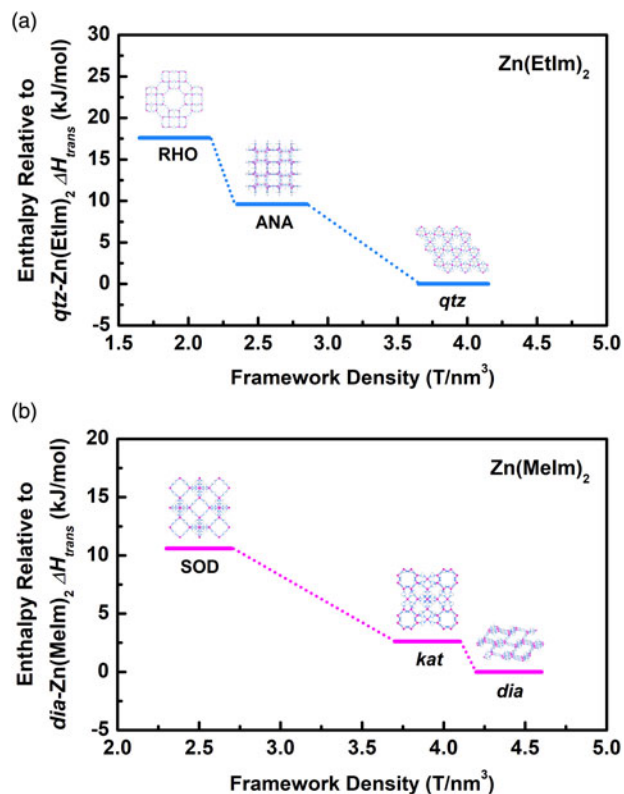 (a)
Enthalpy Relative to
qtz-Zn(EtIm)₂ ΔH_trans (kJ/mol)
30
25
20
15
10
5
0
-5
Zn(EtIm)₂
RHO
ANA
qtz
1.5 2.0 2.5 3.0 3.5 4.0 4.5 5.0
Framework Density (T/nm³)
(b)
Enthalpy Relative to
dia-Zn(MeIm)₂ ΔH_trans (kJ/mol)
20
15
10
5
0
-5
Zn(MeIm)₂
SOD
kat
dia
2.0 2.5 3.0 3.5 4.0 4.5 5.0
Framework Density (T/nm³)